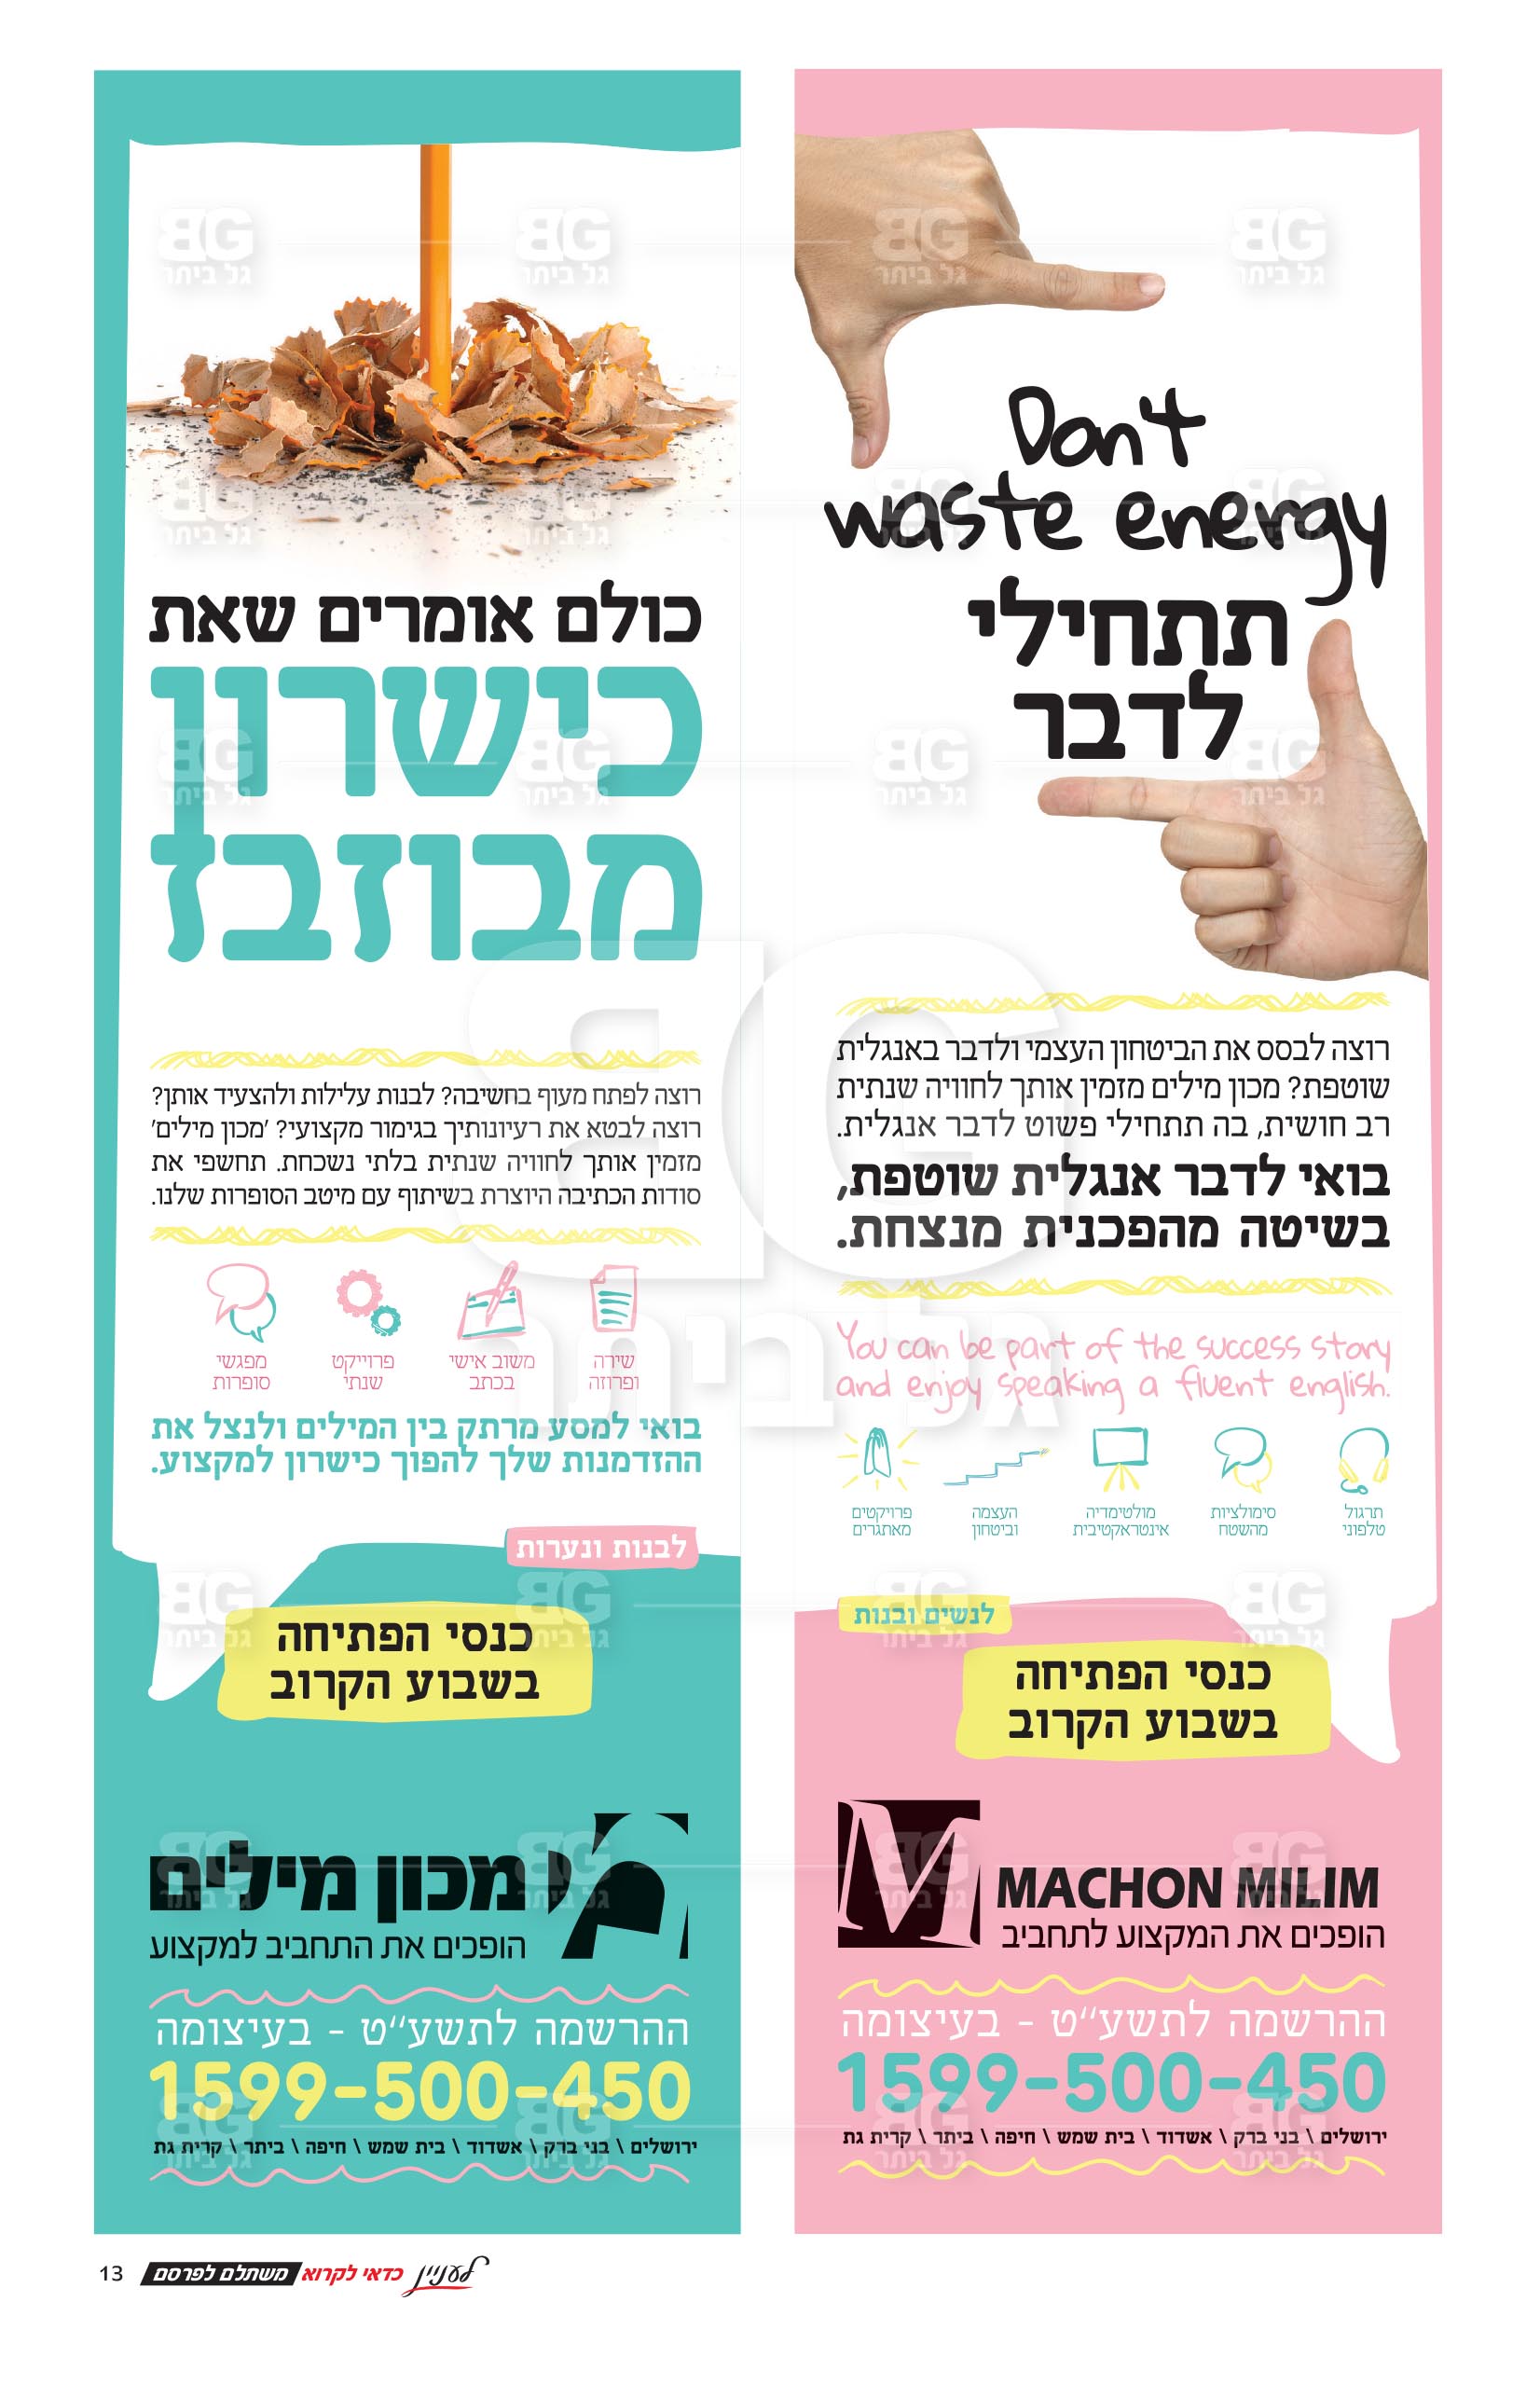 Don't
waste energy
תתחילי
לדבר
רוצה לבסס את הביטחון העצמי ולדבר באנגלית
שוטפת? מכון מילים מזמין אותך לחוויה שנתית
רב חושית, בה תתחילי פשוט לדבר אנגלית.
בואי לדבר אנגלית שוטפת,
בשיטה מהפכנית מנצחת.
You can be part of the success story
and enjoy speaking a fluent english.
תרגול
טלפוני
סימולציות
מהשטח
מולטימדיה
אינטראקטיבית
העצמה
וביטחון
פרויקטים
מאתגרים
לנשים ובנות
כנסי הפתיחה
בשבוע הקרוב
M
MACHON MILIM
הופכים את המקצוע לתחביב
ההרשמה לתשע"ט - בעיצומה
1599-500-450
ירושלים \ בני ברק \ אשדוד \ בית שמש \ חיפה \ ביתר \ קרית גת
כולם אומרים שאת
כישרון
מבוזבז
רוצה לפתח מעוף בחשיבה? לבנות עלילות ולהצעיד אותן?
רוצה לבטא את רעיונותיך בגימור מקצועי? 'מכון מילים'
מזמין אותך לחוויה שנתית בלתי נשכחת. תחשפי את
סודות הכתיבה היוצרת בשיתוף עם מיטב הסופרות שלנו.
שירה
ופרוזה
משוב אישי
בכתב
פרוייקט
שנתי
מפגשי
סופרות
בואי למסע מרתק בין המילים ולנצל את
ההזדמנות שלך להפוך כישרון למקצוע.
לבנות ונערות
כנסי הפתיחה
בשבוע הקרוב
מכון מילים
הופכים את התחביב למקצוע
ההרשמה לתשע"ט - בעיצומה
1599-500-450
ירושלים \ בני ברק \ אשדוד \ בית שמש \ חיפה \ ביתר \ קרית גת
לעניין כדאי לקרוא משתלם לפרסם 13
BG
גל ביתר